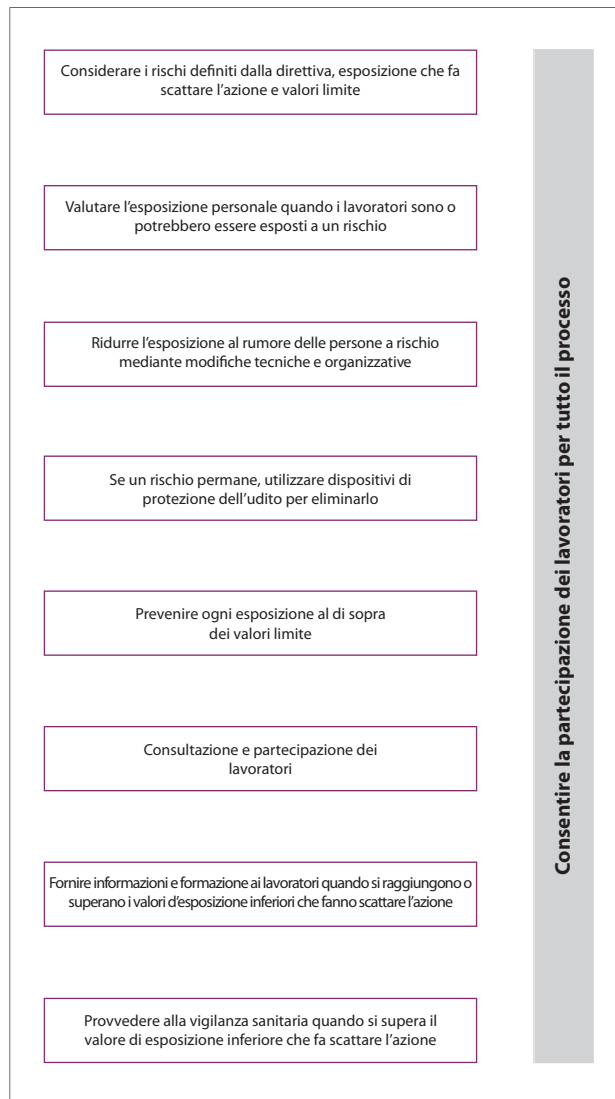 Considerare i rischi definiti dalla direttiva, esposizione che fa
scattare l’azione e valori limite
Valutare l’esposizione personale quando i lavoratori sono o
potrebbero essere esposti a un rischio
Ridurre l’esposizione al rumore delle persone a rischio
mediante modifiche tecniche e organizzative
Se un rischio permane, utilizzare dispositivi di
protezione dell’udito per eliminarlo
Prevenire ogni esposizione al di sopra
dei valori limite
Consultazione e partecipazione dei
lavoratori
Fornire informazioni e formazione ai lavoratori quando si raggiungono o
superano i valori d’esposizione inferiori che fanno scattare l’azione
Provvedere alla vigilanza sanitaria quando si supera il
valore di esposizione inferiore che fa scattare l’azione
Consentire la partecipazione dei lavoratori per tutto il processo